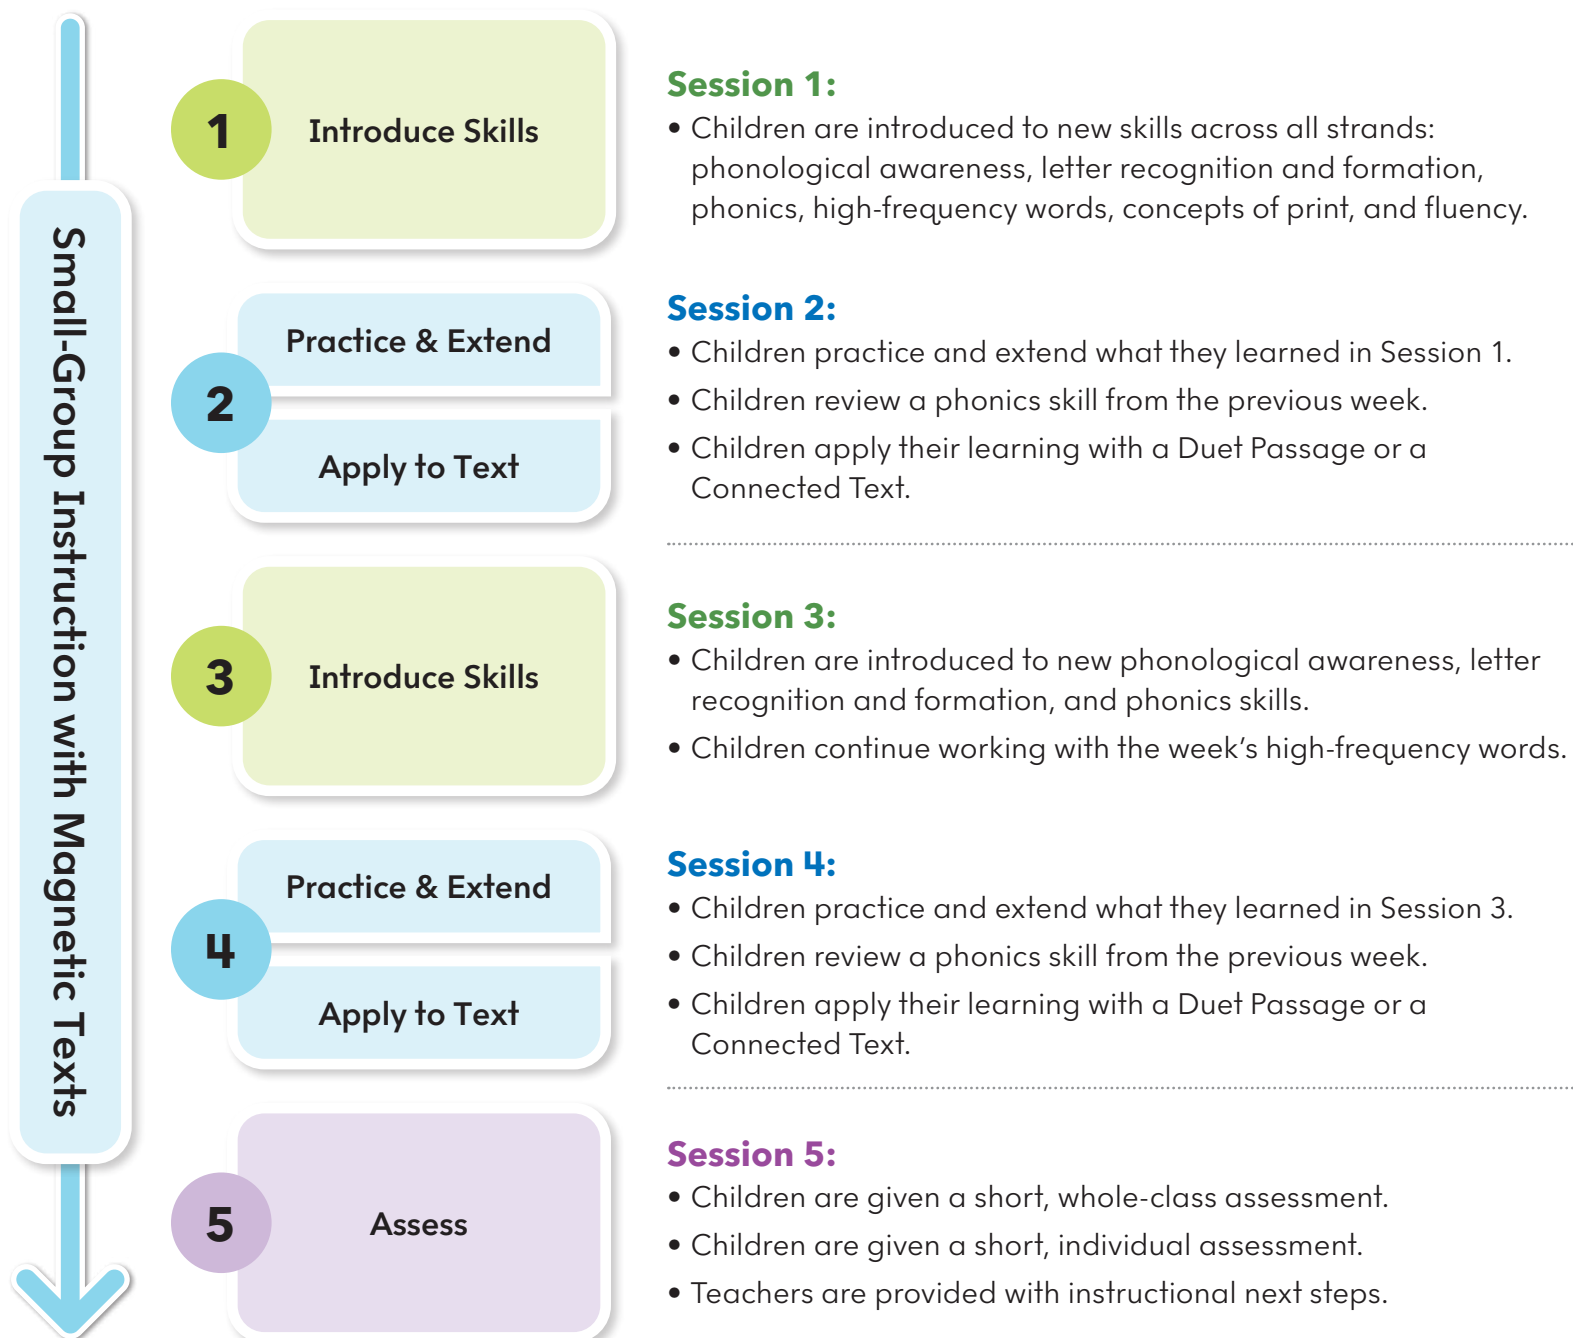 Small-Group Instruction with Magnetic Texts
1
Introduce Skills
Session 1:
• Children are introduced to new skills across all strands:
phonological awareness, letter recognition and formation,
phonics, high-frequency words, concepts of print, and fluency.
2
Practice & Extend
Apply to Text
Session 2:
• Children practice and extend what they learned in Session 1.
• Children review a phonics skill from the previous week.
• Children apply their learning with a Duet Passage or a
Connected Text.
3
Introduce Skills
Session 3:
• Children are introduced to new phonological awareness, letter
recognition and formation, and phonics skills.
• Children continue working with the week's high-frequency words.
4
Practice & Extend
Apply to Text
Session 4:
• Children practice and extend what they learned in Session 3.
• Children review a phonics skill from the previous week.
• Children apply their learning with a Duet Passage or a
Connected Text.
5
Assess
Session 5:
• Children are given a short, whole-class assessment.
• Children are given a short, individual assessment.
• Teachers are provided with instructional next steps.